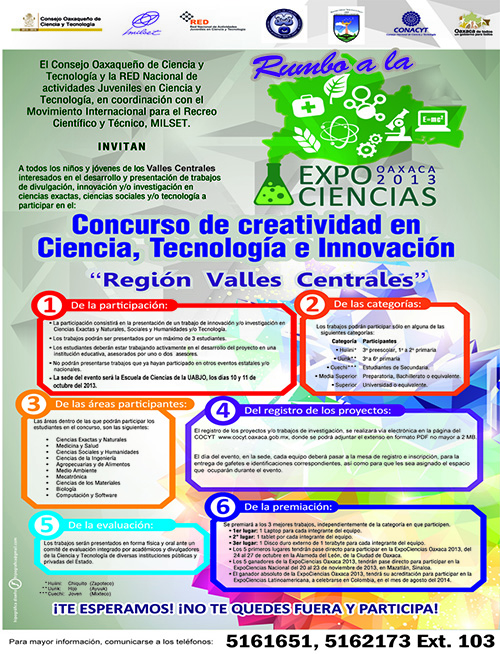 Consejo Oaxaqueño de
Ciencia y Tecnología
milset
RED
Red Nacional de Actividades
Juveniles en Ciencia y Tecnología
CONACYT
Oaxaca de todos
un gobierno para todos
El Consejo Oaxaqueño de Ciencia y
Tecnología y la RED Nacional de
actividades Juveniles en Ciencia y
Tecnología, en coordinación con el
Movimiento Internacional para el Recreo
Científico y Técnico, MILSET.
INVITAN
A todos los niños y jóvenes de los Valles Centrales
interesados en el desarrollo y presentación de trabajos
de divulgación, innovación y/o investigación en
ciencias exactas, ciencias sociales y/o tecnología a
participar en el:
Rumbo a la
E=mc²
EXPO OAXACA
2013
CIENCIAS
Concurso de creatividad en
Ciencia, Tecnología e Innovación
"Región Valles Centrales"
1 De la participación:
• La participación consistirá en la presentación de un trabajo de innovación y/o investigación en
Ciencias Exactas y Naturales, Sociales y Humanidades y/o Tecnología.
• Los trabajos podrán ser presentados por un máximo de 3 estudiantes.
• Los estudiantes deberán estar trabajando activamente en el desarrollo del proyecto en una
institución educativa, asesorados por uno o dos asesores.
• No podrán presentarse trabajos que ya hayan participado en otros eventos estatales y/o
nacionales.
• La sede del evento será la Escuela de Ciencias de la UABJO, los días 10 y 11 de
octubre del 2013.
2 De las categorías:
Los trabajos podrán participar sólo en alguna de las
siguientes categorías:
Categoría Participantes
• Huiini* 3º preescolar, 1º a 2º primaria.
• Uunk** 3º a 6º primaria
• Cuechi*** Estudiantes de Secundaria.
• Media Superior Preparatoria, Bachillerato o equivalente.
• Superior Universidad o equivalente.
3 De las áreas participantes:
Las áreas dentro de las que podrán participar los
estudiantes en el concurso, son las siguientes:
• Ciencias Exactas y Naturales
• Medicina y Salud
• Ciencias Sociales y Humanidades
• Ciencias de la Ingeniería
• Agropecuarias y de Alimentos
• Medio Ambiente
• Mecatrónica
• Ciencias de los Materiales
• Biología
• Computación y Software
4 Del registro de los proyectos:
El registro de los proyectos y/o trabajos de investigación, se realizará vía electrónica en la página del
COCYT www.cocyt.oaxaca.gob.mx, donde se podrá adjuntar el extenso en formato PDF no mayor a 2 MB.
El día del evento, en la sede, cada equipo deberá pasar a la mesa de registro e inscripción, para la
entrega de gafetes e identificaciones correspondientes, así como para que les sea asignado el espacio
que ocuparán durante el evento.
5 De la evaluación:
Los trabajos serán presentados en forma física y oral ante un
comité de evaluación integrado por académicos y divulgadores
de la Ciencia y Tecnología de diversas instituciones públicas y
privadas del Estado.
6 De la premiación:
Se premiará a los 3 mejores trabajos, independientemente de la categoría en que participen.
• 1er lugar: 1 Laptop para cada integrante del equipo.
• 2º lugar: 1 tablet por cada integrante del equipo.
• 3er lugar: 1 Disco duro externo de 1 terabyte para cada integrante del equipo.
• Los 5 primeros lugares tendrán pase directo para participar en la ExpoCiencias Oaxaca 2013, del
24 al 27 de octubre en la Alameda del León, de la Ciudad de Oaxaca.
• Los 5 ganadores de la ExpoCiencias Oaxaca 2013, tendrán pase directo para participar en la
ExpoCiencias Nacional del 20 al 23 de noviembre de 2013, en Mazatlán, Sinaloa.
• El ganador absoluto de la ExpoCiencias Oaxaca 2013, tendrá su acreditación para participar en la
ExpoCiencias Latinoamericana, a celebrarse en Colombia, en el mes de agosto del 2014.
* Huiini: Chiquito (Zapoteco)
** Uunk: Hijo (Ayuuk)
*** Cuechi: Joven (Mixteco)
¡TE ESPERAMOS! ¡NO TE QUEDES FUERA Y PARTICIPA!
Para mayor información, comunicarse a los teléfonos: 5161651, 5162173 Ext. 103